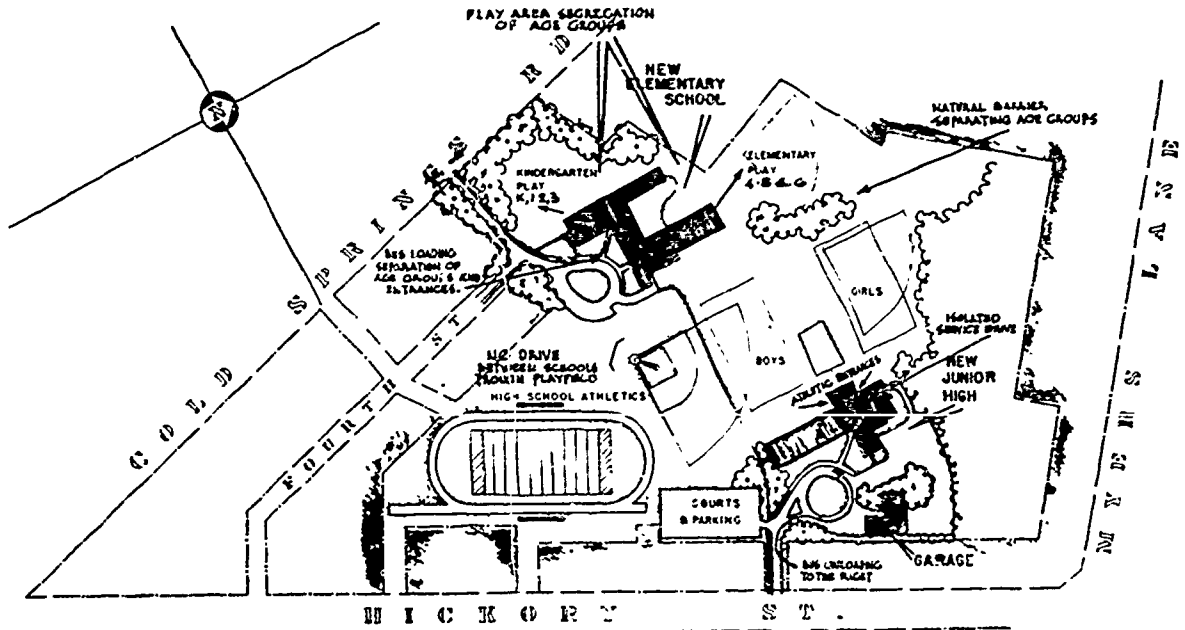 PLAY AREA SEGREGATION
OF AGE GROUPS
NEW
ELEMENTARY
SCHOOL
NATURAL BARRIER
SEPARATING AGE GROUPS
KINDERGARTEN
PLAY
K,1 2,3
ELEMENTARY
PLAY
4-5 & 6
BUS LOADING
SEPARATION OF
AGE GROUPS AND
ENTRANCES.
COLD SPRINGS RD
FOURTH ST
GIRLS
ISOLATED
SERVICE DRIVE
NO DRIVE
BETWEEN SCHOOLS
THROUGH PLAYFIELD
BOYS
ATHLETIC ENTRANCES
NEW
JUNIOR
HIGH
HIGH SCHOOL ATHLETICS
COURTS
& PARKING
BUS UNLOADING
TO THE RIGHT
GARAGE
MYERS LANE
HICKORY ST.